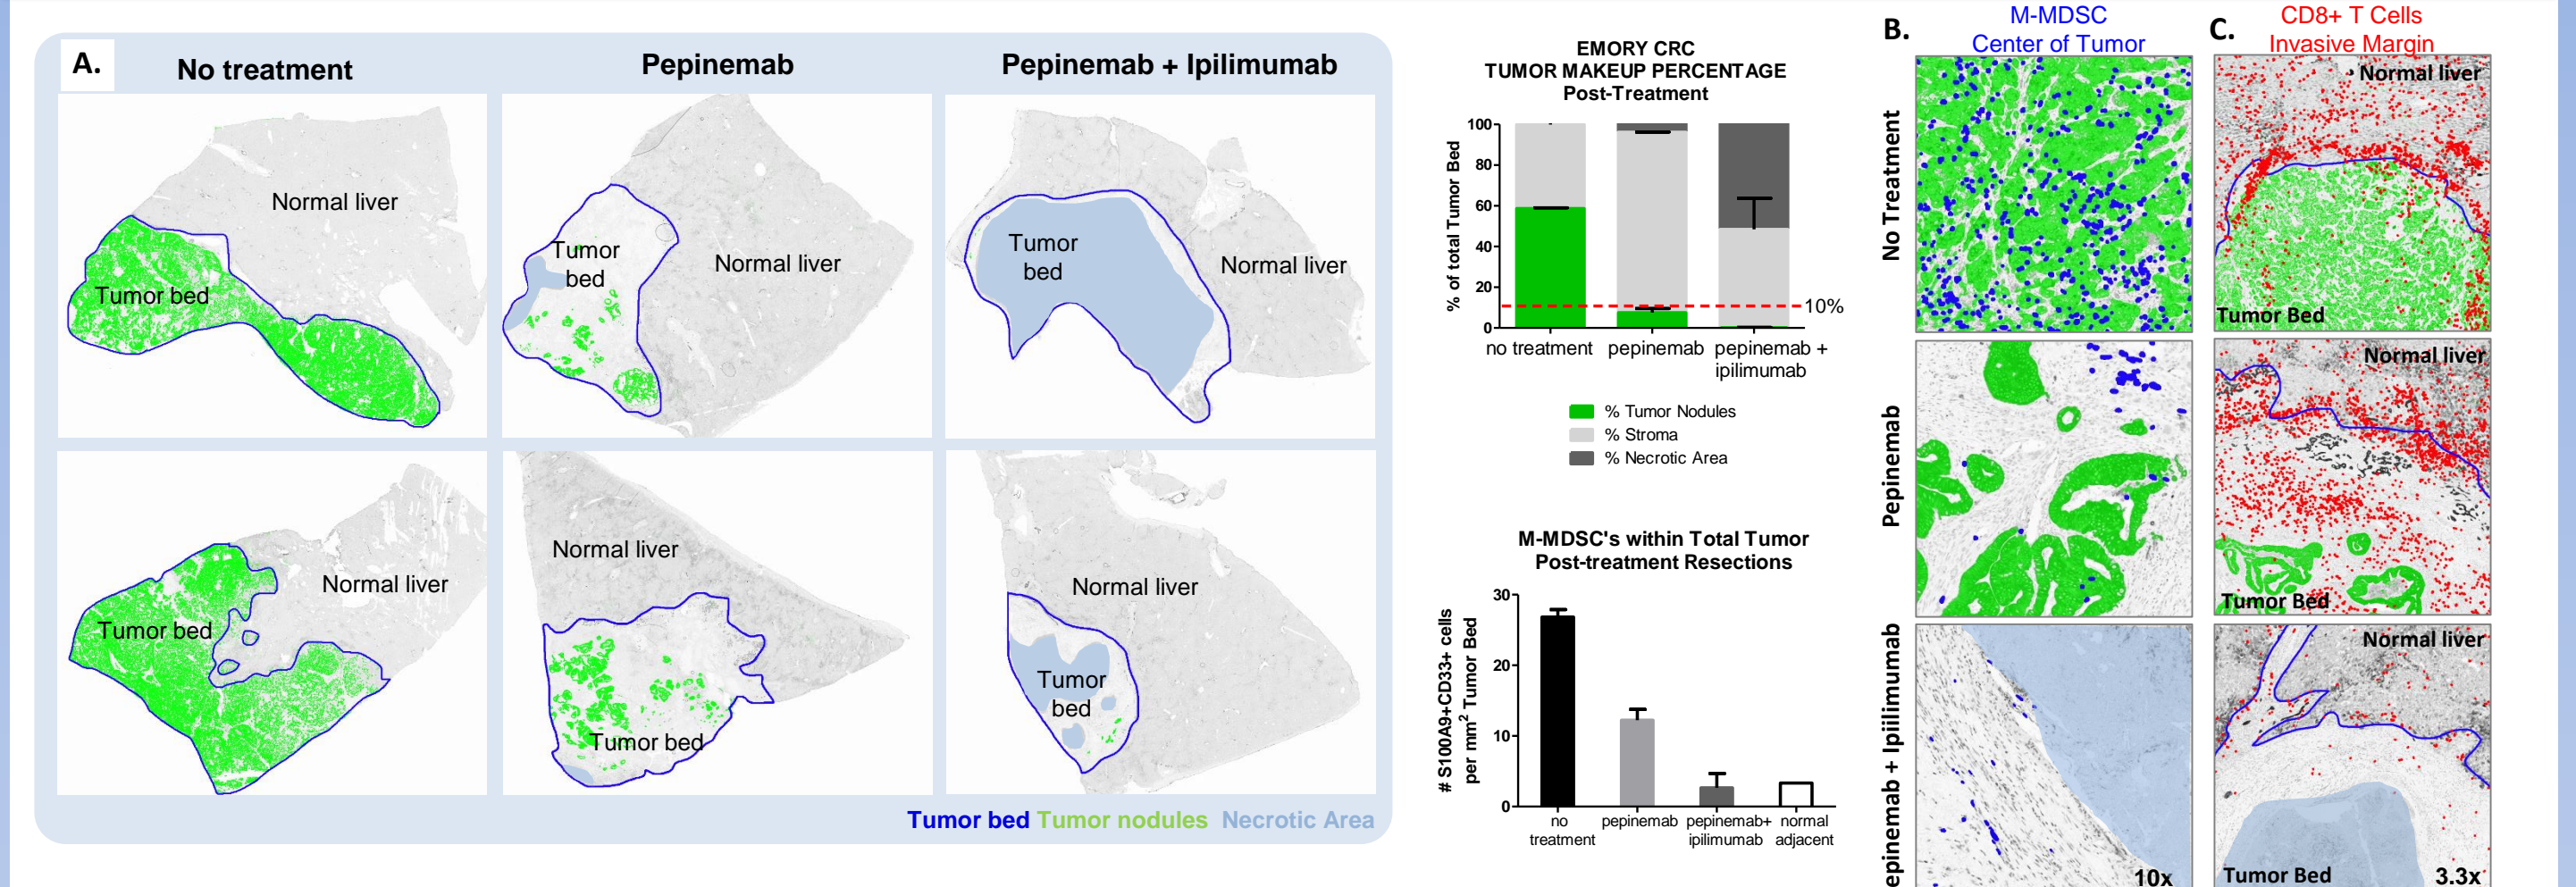 A.
No treatment
Pepinemab
Pepinemab + Ipilimumab
Normal liver
Tumor bed
Tumor
bed
Normal liver
Tumor
bed
Normal liver
Normal liver
Tumor bed
Normal liver
Tumor bed
Normal liver
Tumor
bed
Tumor bed Tumor nodules Necrotic Area
EMORY CRC
TUMOR MAKEUP PERCENTAGE
Post-Treatment
% of total Tumor Bed
100
80
60
40
20
0
10%
no treatment
pepinemab
pepinemab +
ipilimumab
% Tumor Nodules
% Stroma
% Necrotic Area
M-MDSC's within Total Tumor
Post-treatment Resections
# S100A9+CD33+ cells
per mm² Tumor Bed
30
20
10
0
no
treatment
pepinemab
pepinemab+
ipilimumab
normal
adjacent
B.
M-MDSC
Center of Tumor
C.
CD8+ T Cells
Invasive Margin
No Treatment
Normal liver
Tumor Bed
Pepinemab
Normal liver
Tumor Bed
epinemab + Ipilimumab
10x
Normal liver
Tumor Bed
3.3x